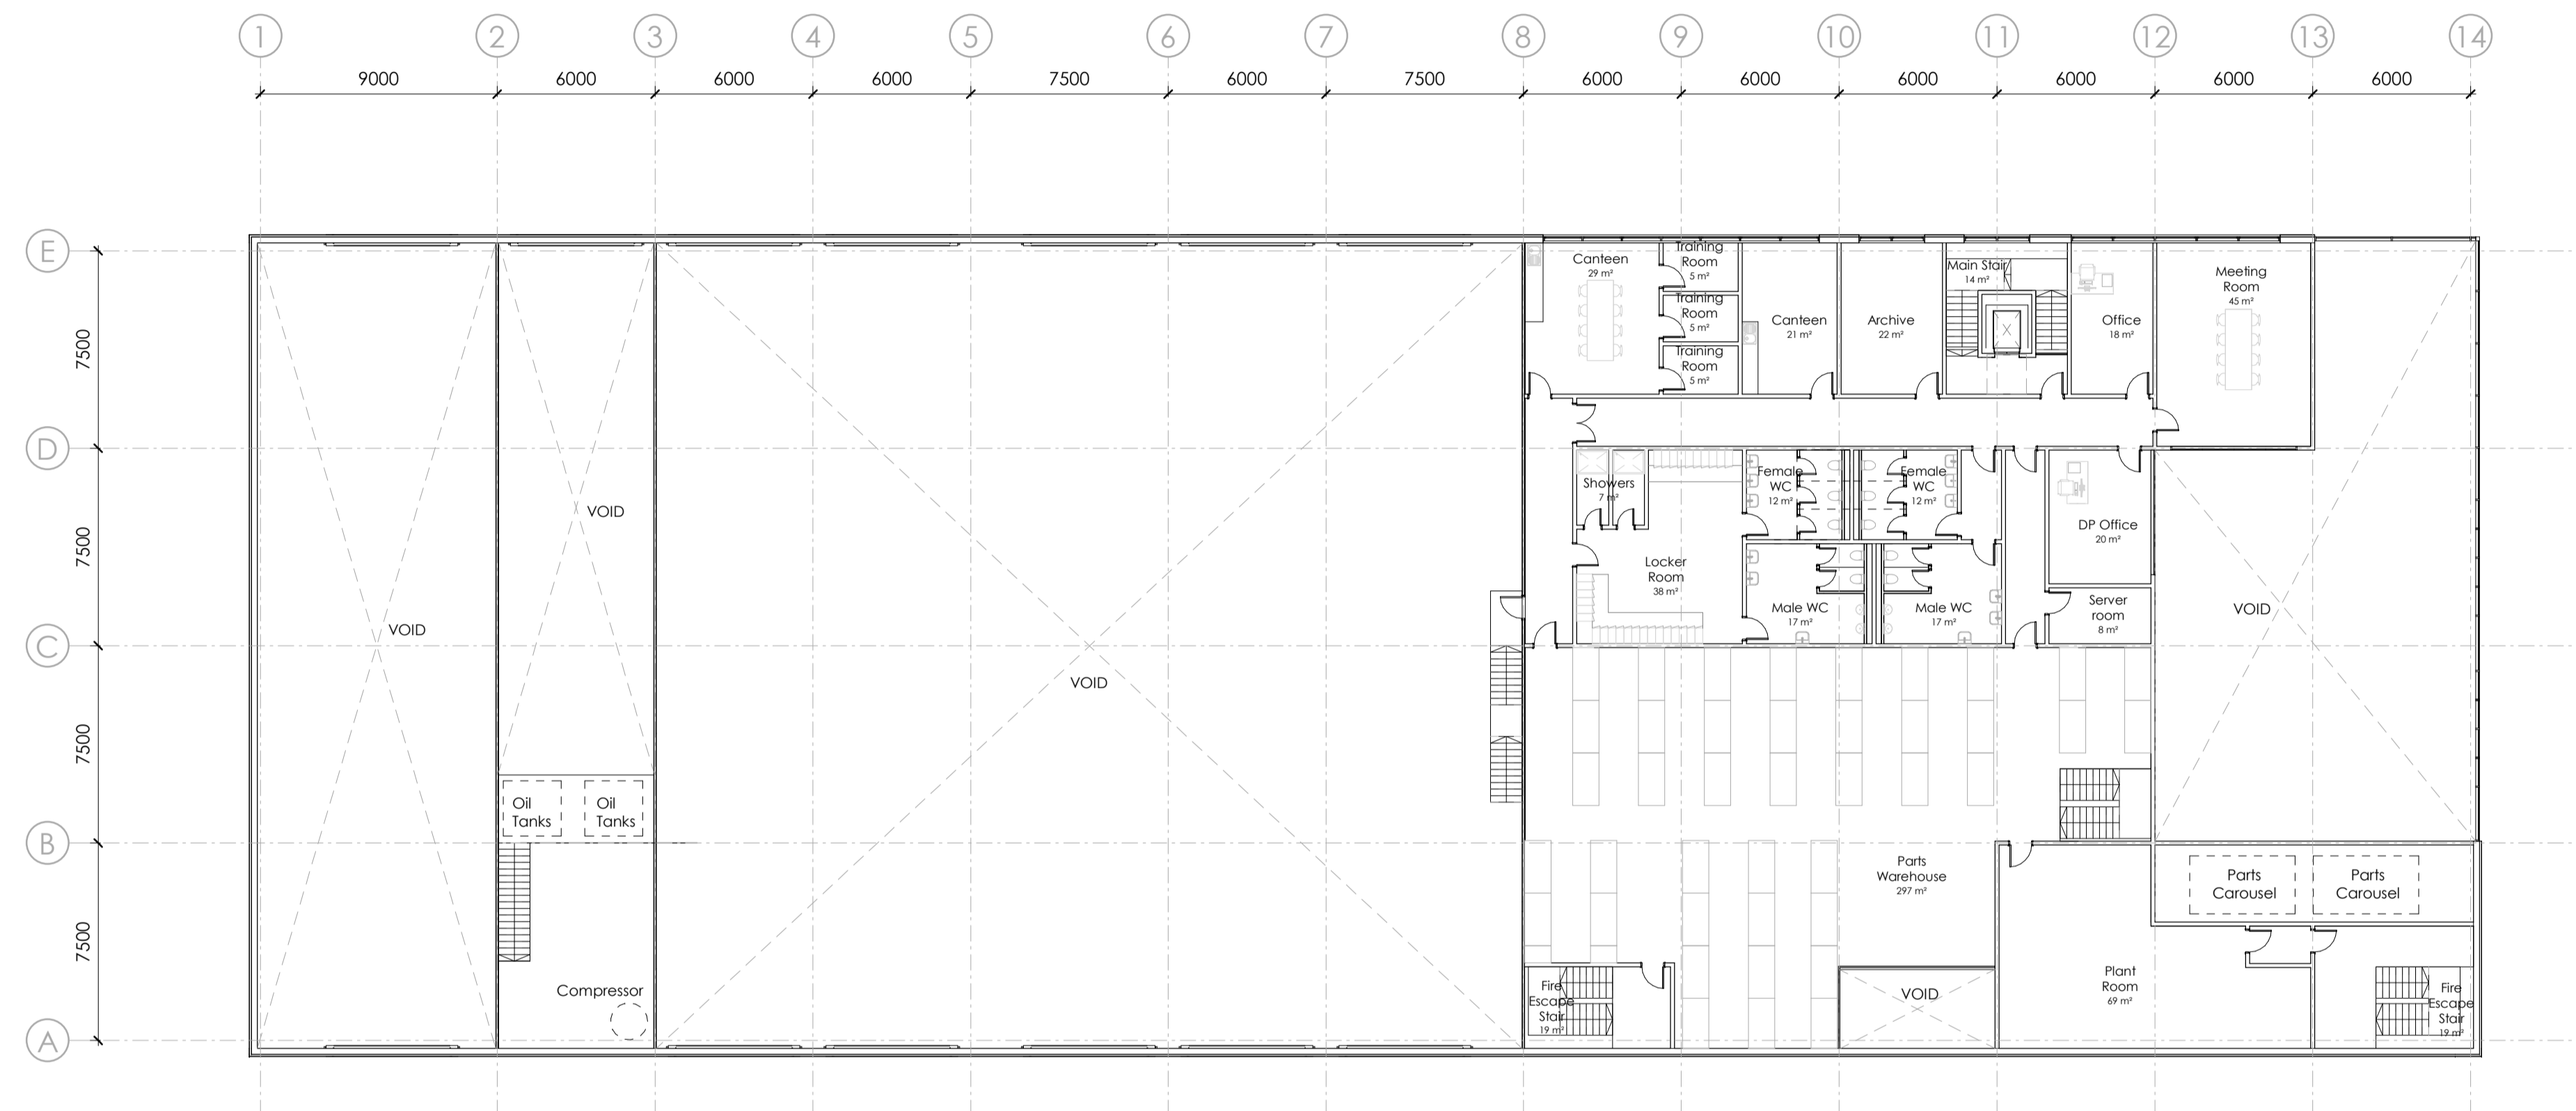 1 2 3 4 5 6 7 8 9 10 11 12 13 14
9000 6000 6000 6000 7500 6000 7500 6000 6000 6000 6000 6000 6000
E
D
C
B
A
7500
7500
7500
7500
VOID
VOID
Oil
Tanks
Oil
Tanks
Compressor
VOID
Canteen
29 m²
Training
Room
5 m²
Training
Room
5 m²
Training
Room
5 m²
Canteen
21 m²
Archive
22 m²
Main Stair
14 m²
Office
18 m²
Meeting
Room
45 m²
Showers
7 m²
Female
WC
12 m²
Female
WC
12 m²
DP Office
20 m²
Locker
Room
38 m²
Male WC
17 m²
Male WC
17 m²
Server
room
8 m²
VOID
Parts
Warehouse
297 m²
Parts
Carousel
Parts
Carousel
Fire
Escape
Stair
19 m²
VOID
Plant
Room
69 m²
Fire
Escape
Stair
19 m²